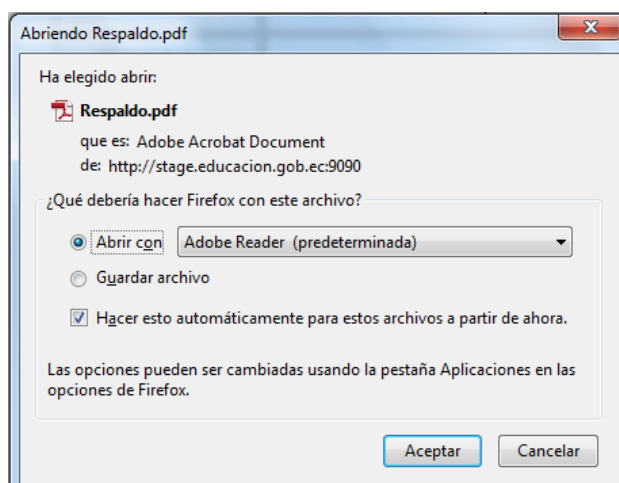 Abriendo Respaldo.pdf
Ha elegido abrir:
Respaldo.pdf
que es: Adobe Acrobat Document
de: http://stage.educacion.gob.ec:9090
¿Qué debería hacer Firefox con este archivo?
Abrir con Adobe Reader (predeterminada)
Guardar archivo
Hacer esto automáticamente para estos archivos a partir de ahora.
Las opciones pueden ser cambiadas usando la pestaña Aplicaciones en las
opciones de Firefox.
Aceptar Cancelar